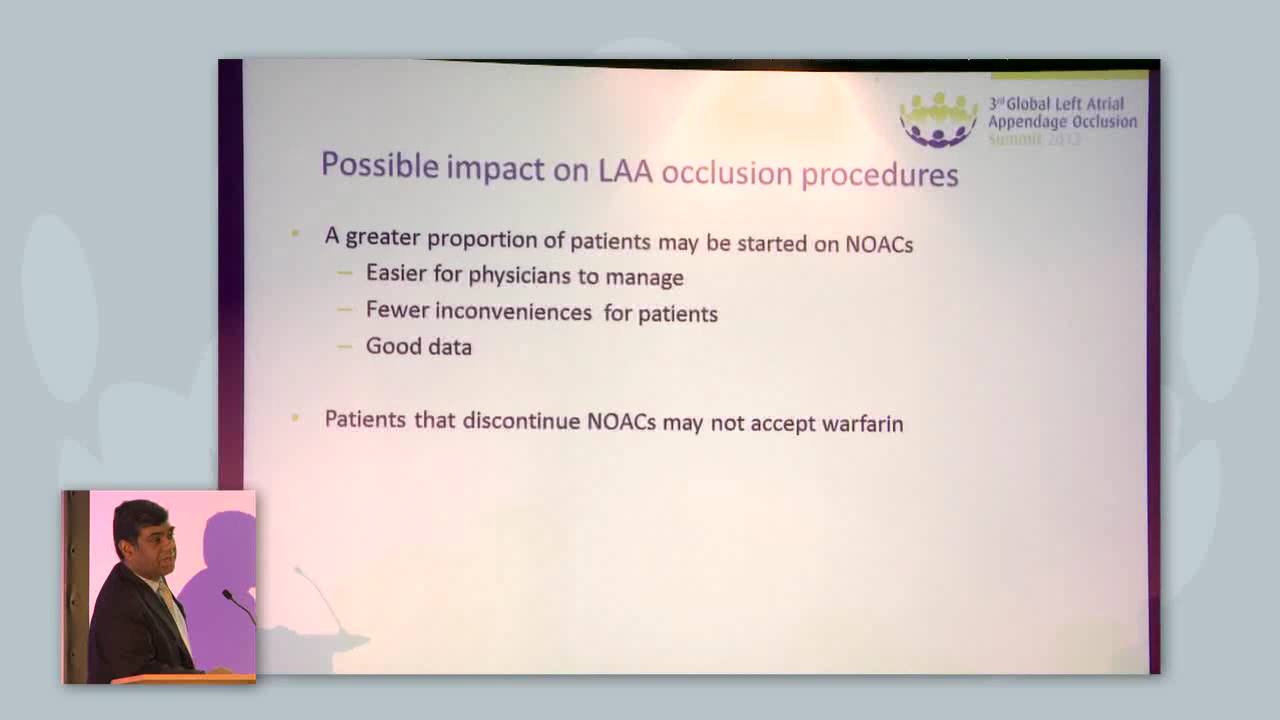 3rd Global Left Atrial
Appendage Occlusion
Summit 2013
Possible impact on LAA occlusion procedures
• A greater proportion of patients may be started on NOACs
– Easier for physicians to manage
– Fewer inconveniences for patients
– Good data
• Patients that discontinue NOACs may not accept warfarin